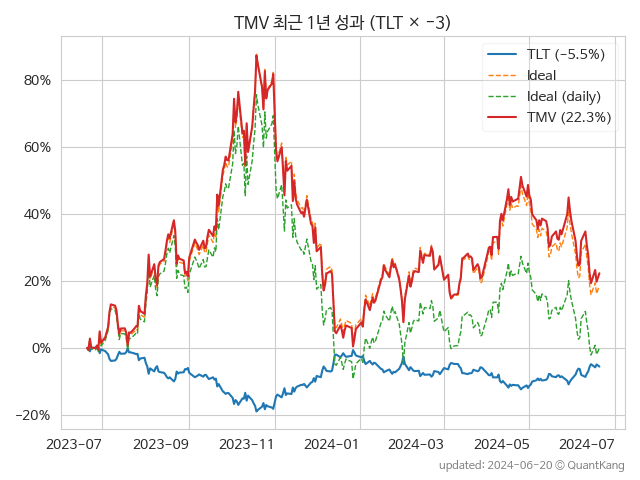 TMV 최근 1년 성과 (TLT × −3)
TLT (−5.5%)
Ideal
Ideal (daily)
TMV (22.3%)
80%
60%
40%
20%
0%
−20%
2023-07 2023-09 2023-11 2024-01 2024-03 2024-05 2024-07
updated: 2024-06-20 @ QuantKang